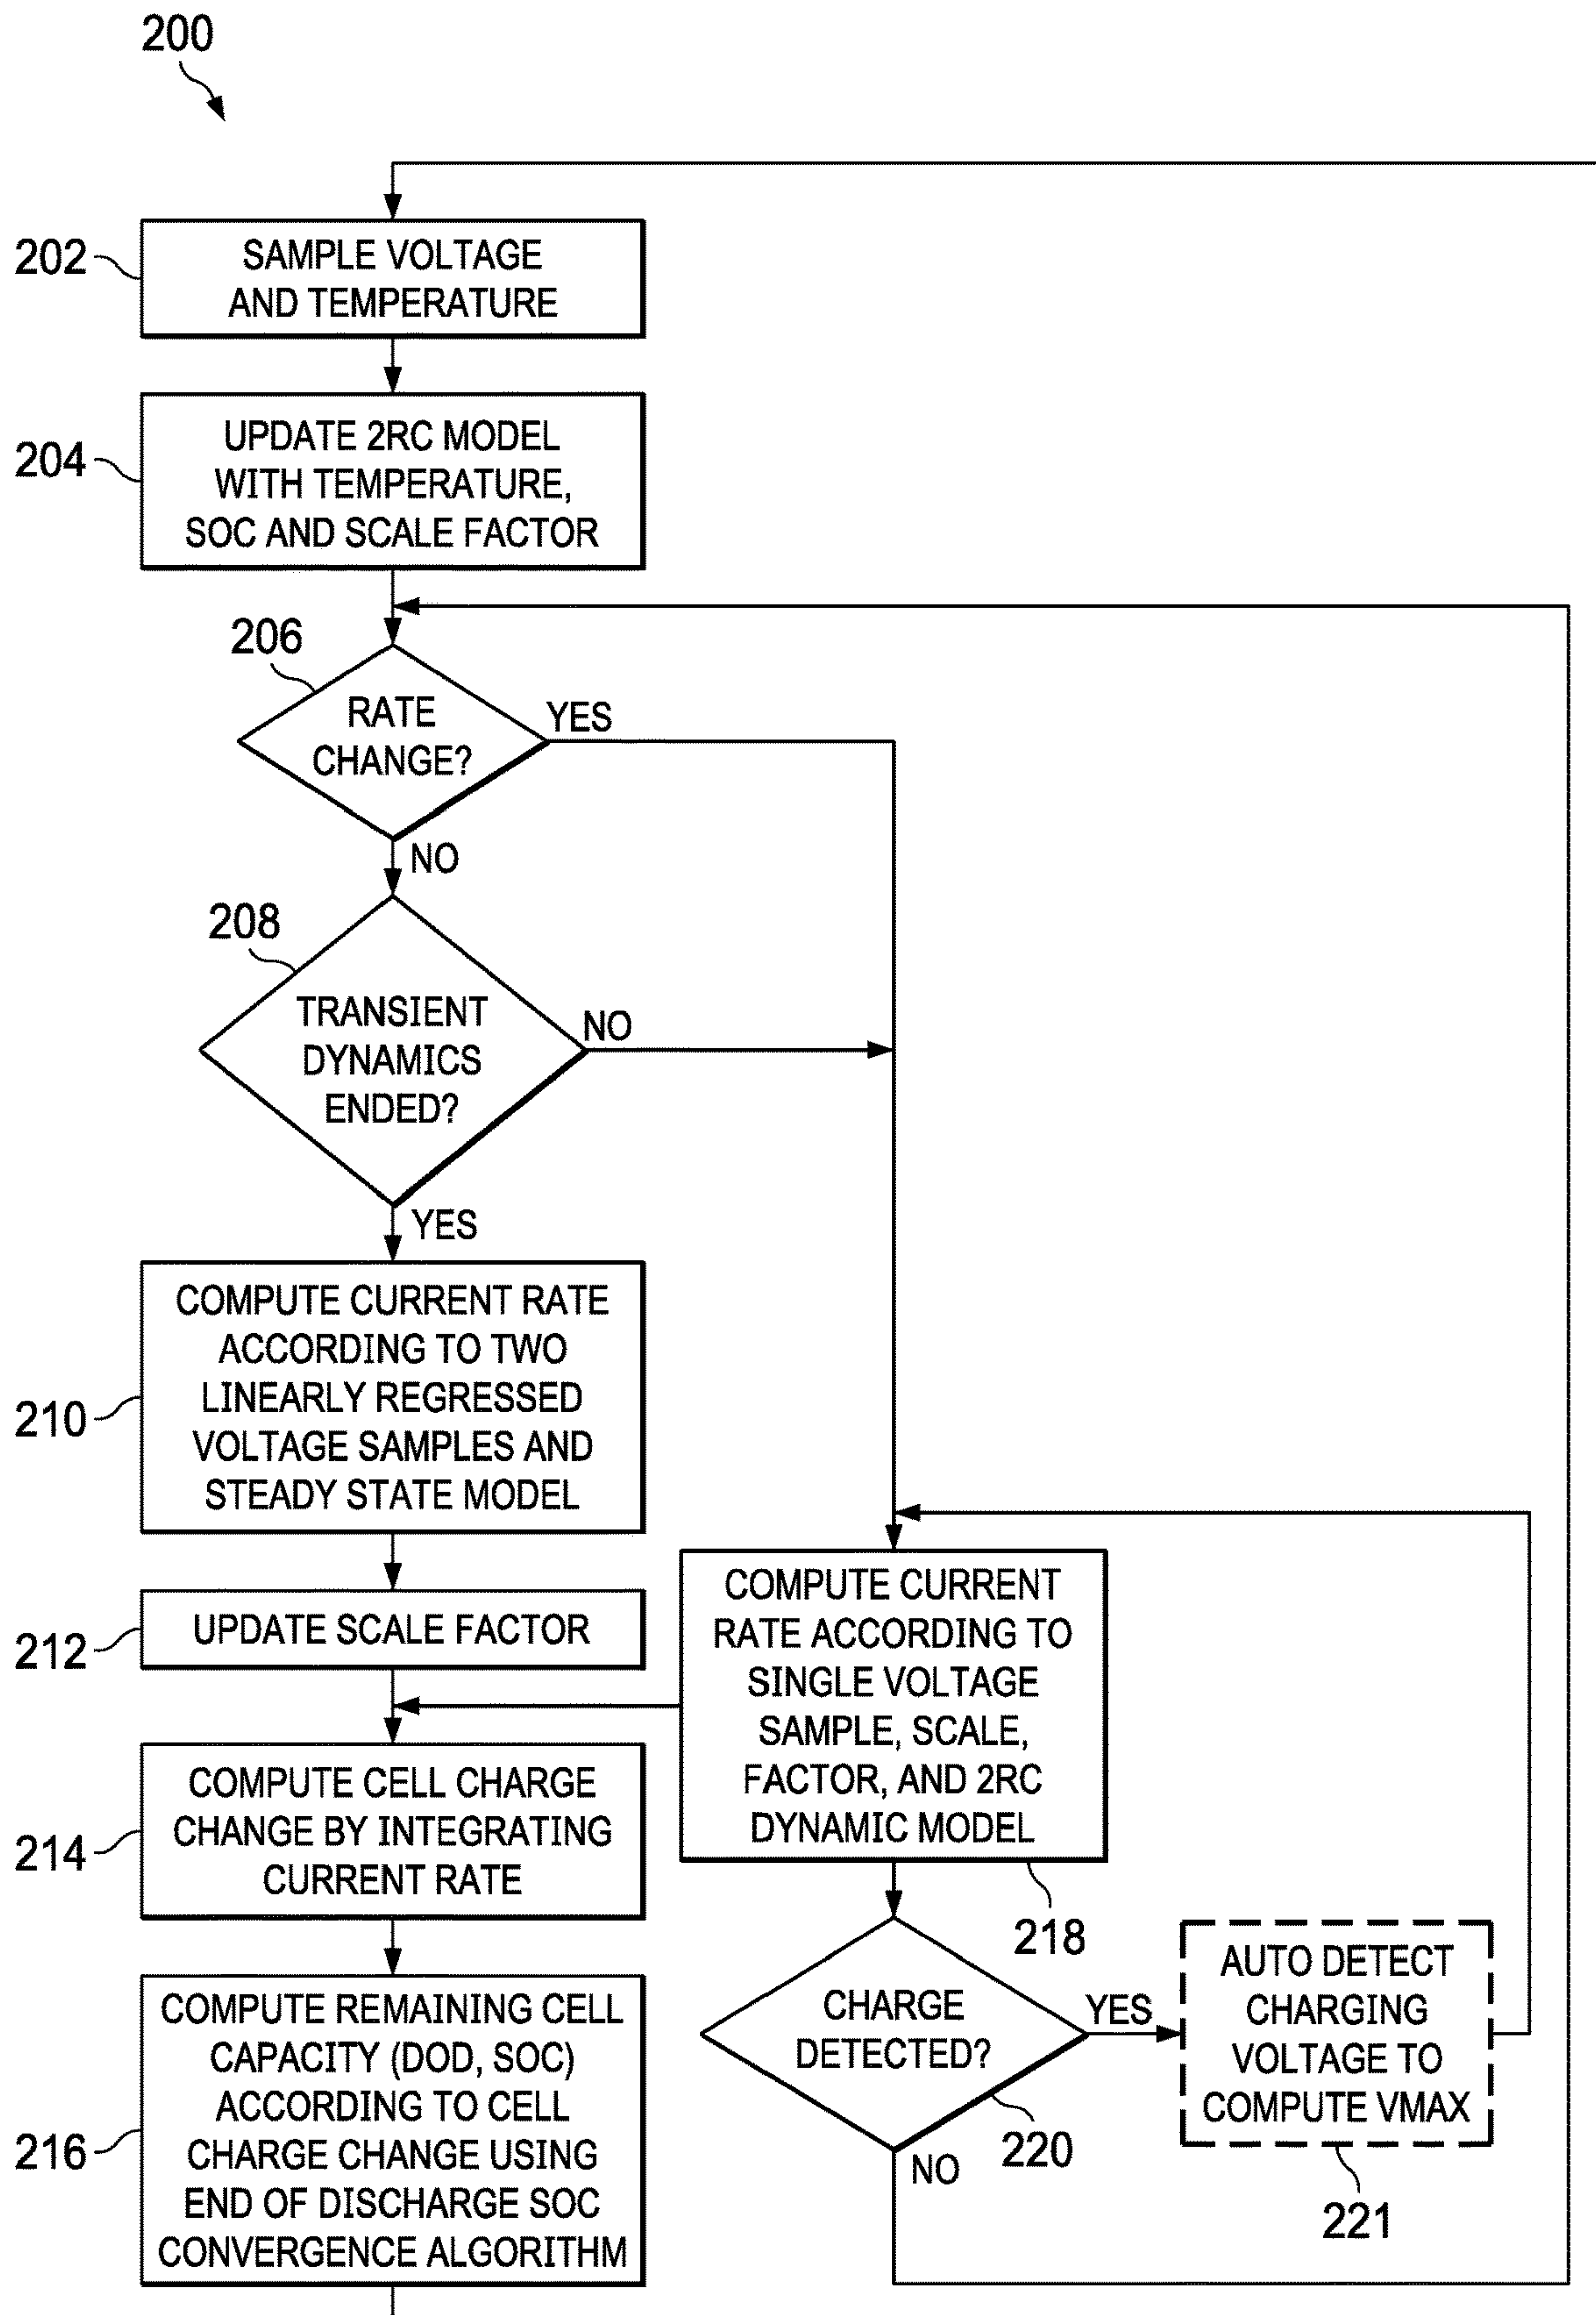 200
202
SAMPLE VOLTAGE
AND TEMPERATURE
204
UPDATE 2RC MODEL
WITH TEMPERATURE,
SOC AND SCALE FACTOR
206
RATE
CHANGE?
YES
NO
208
TRANSIENT
DYNAMICS
ENDED?
NO
YES
210
COMPUTE CURRENT RATE
ACCORDING TO TWO
LINEARLY REGRESSED
VOLTAGE SAMPLES AND
STEADY STATE MODEL
212
UPDATE SCALE FACTOR
214
COMPUTE CELL CHARGE
CHANGE BY INTEGRATING
CURRENT RATE
216
COMPUTE REMAINING CELL
CAPACITY (DOD, SOC)
ACCORDING TO CELL
CHARGE CHANGE USING
END OF DISCHARGE SOC
CONVERGENCE ALGORITHM
COMPUTE CURRENT
RATE ACCORDING TO
SINGLE VOLTAGE
SAMPLE, SCALE,
FACTOR, AND 2RC
DYNAMIC MODEL
218
CHARGE
DETECTED?
YES
NO
220
AUTO DETECT
CHARGING
VOLTAGE TO
COMPUTE VMAX
221